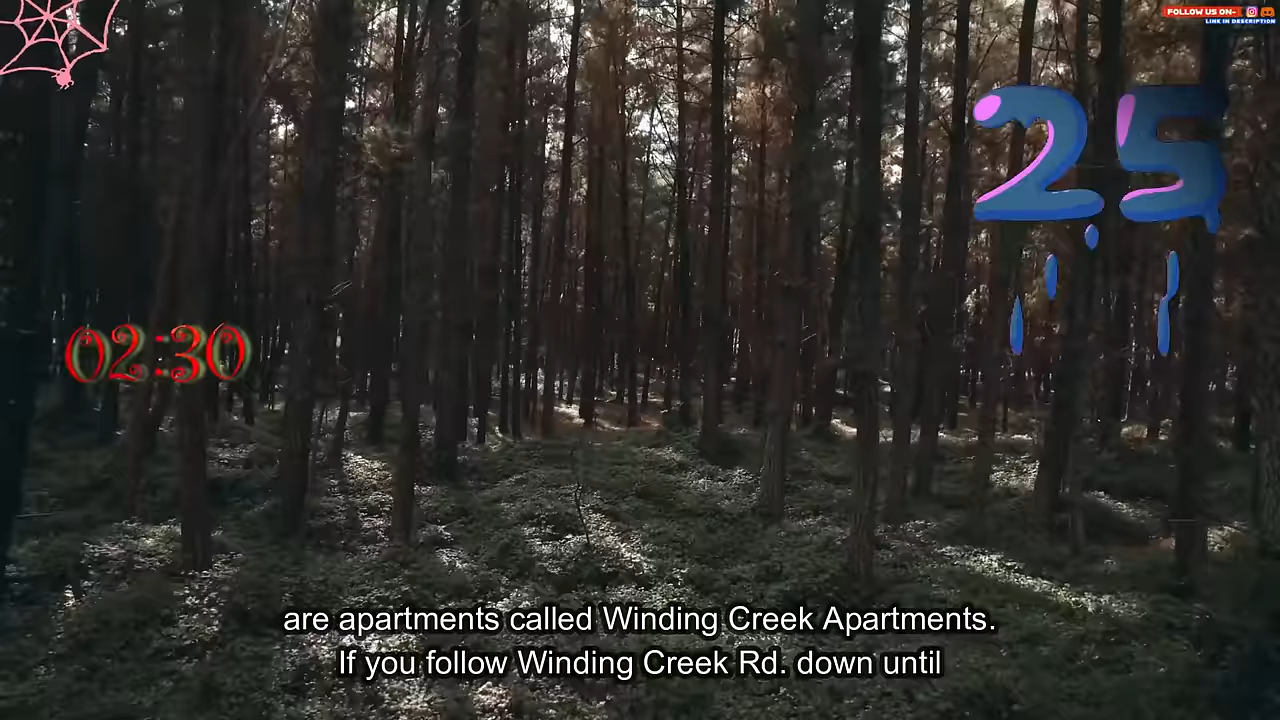 FOLLOW US ON-
LINK IN DESCRIPTION
25
02:30
are apartments called Winding Creek Apartments.
If you follow Winding Creek Rd. down until